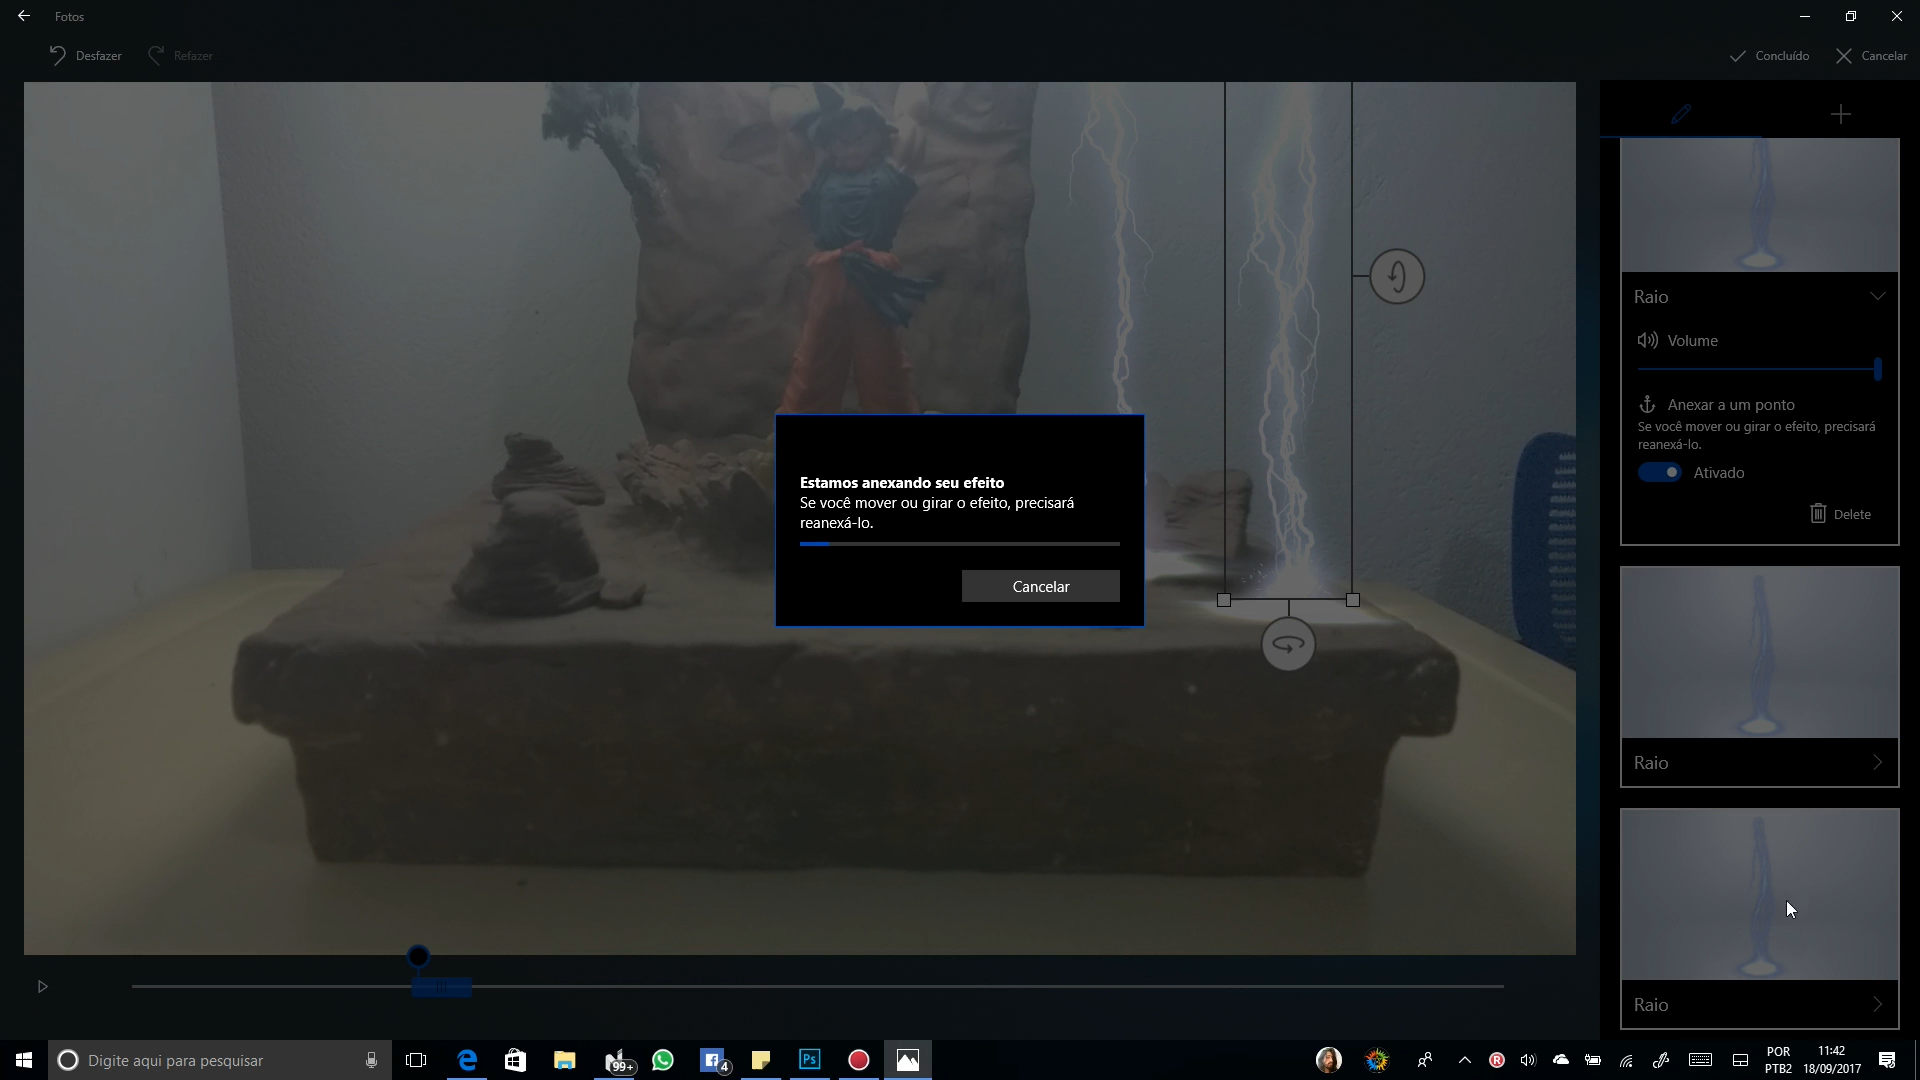 Fotos
Desfazer
Refazer
Concluído
Cancelar
Raio
Volume
Anexar a um ponto
Se você mover ou girar o efeito, precisará
reanexá-lo.
Ativado
Delete
Estamos anexando seu efeito
Se você mover ou girar o efeito, precisará
reanexá-lo.
Cancelar
Raio
Raio
Digite aqui para pesquisar
99+
4
Ps
R
POR
PTB2
11:42
18/09/2017